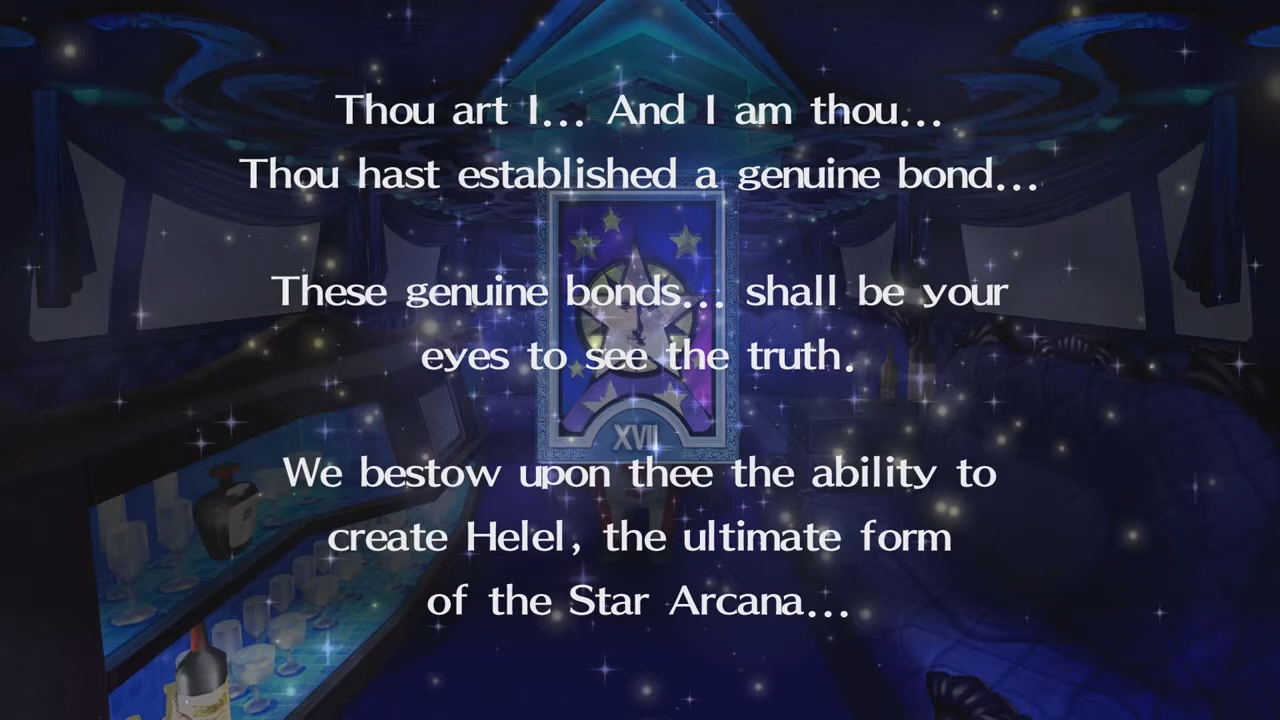 Thou art I... And I am thou...
Thou hast established a genuine bond...
These genuine bonds... shall be your
eyes to see the truth.
XVII
We bestow upon thee the ability to
create Helel, the ultimate form
of the Star Arcana...